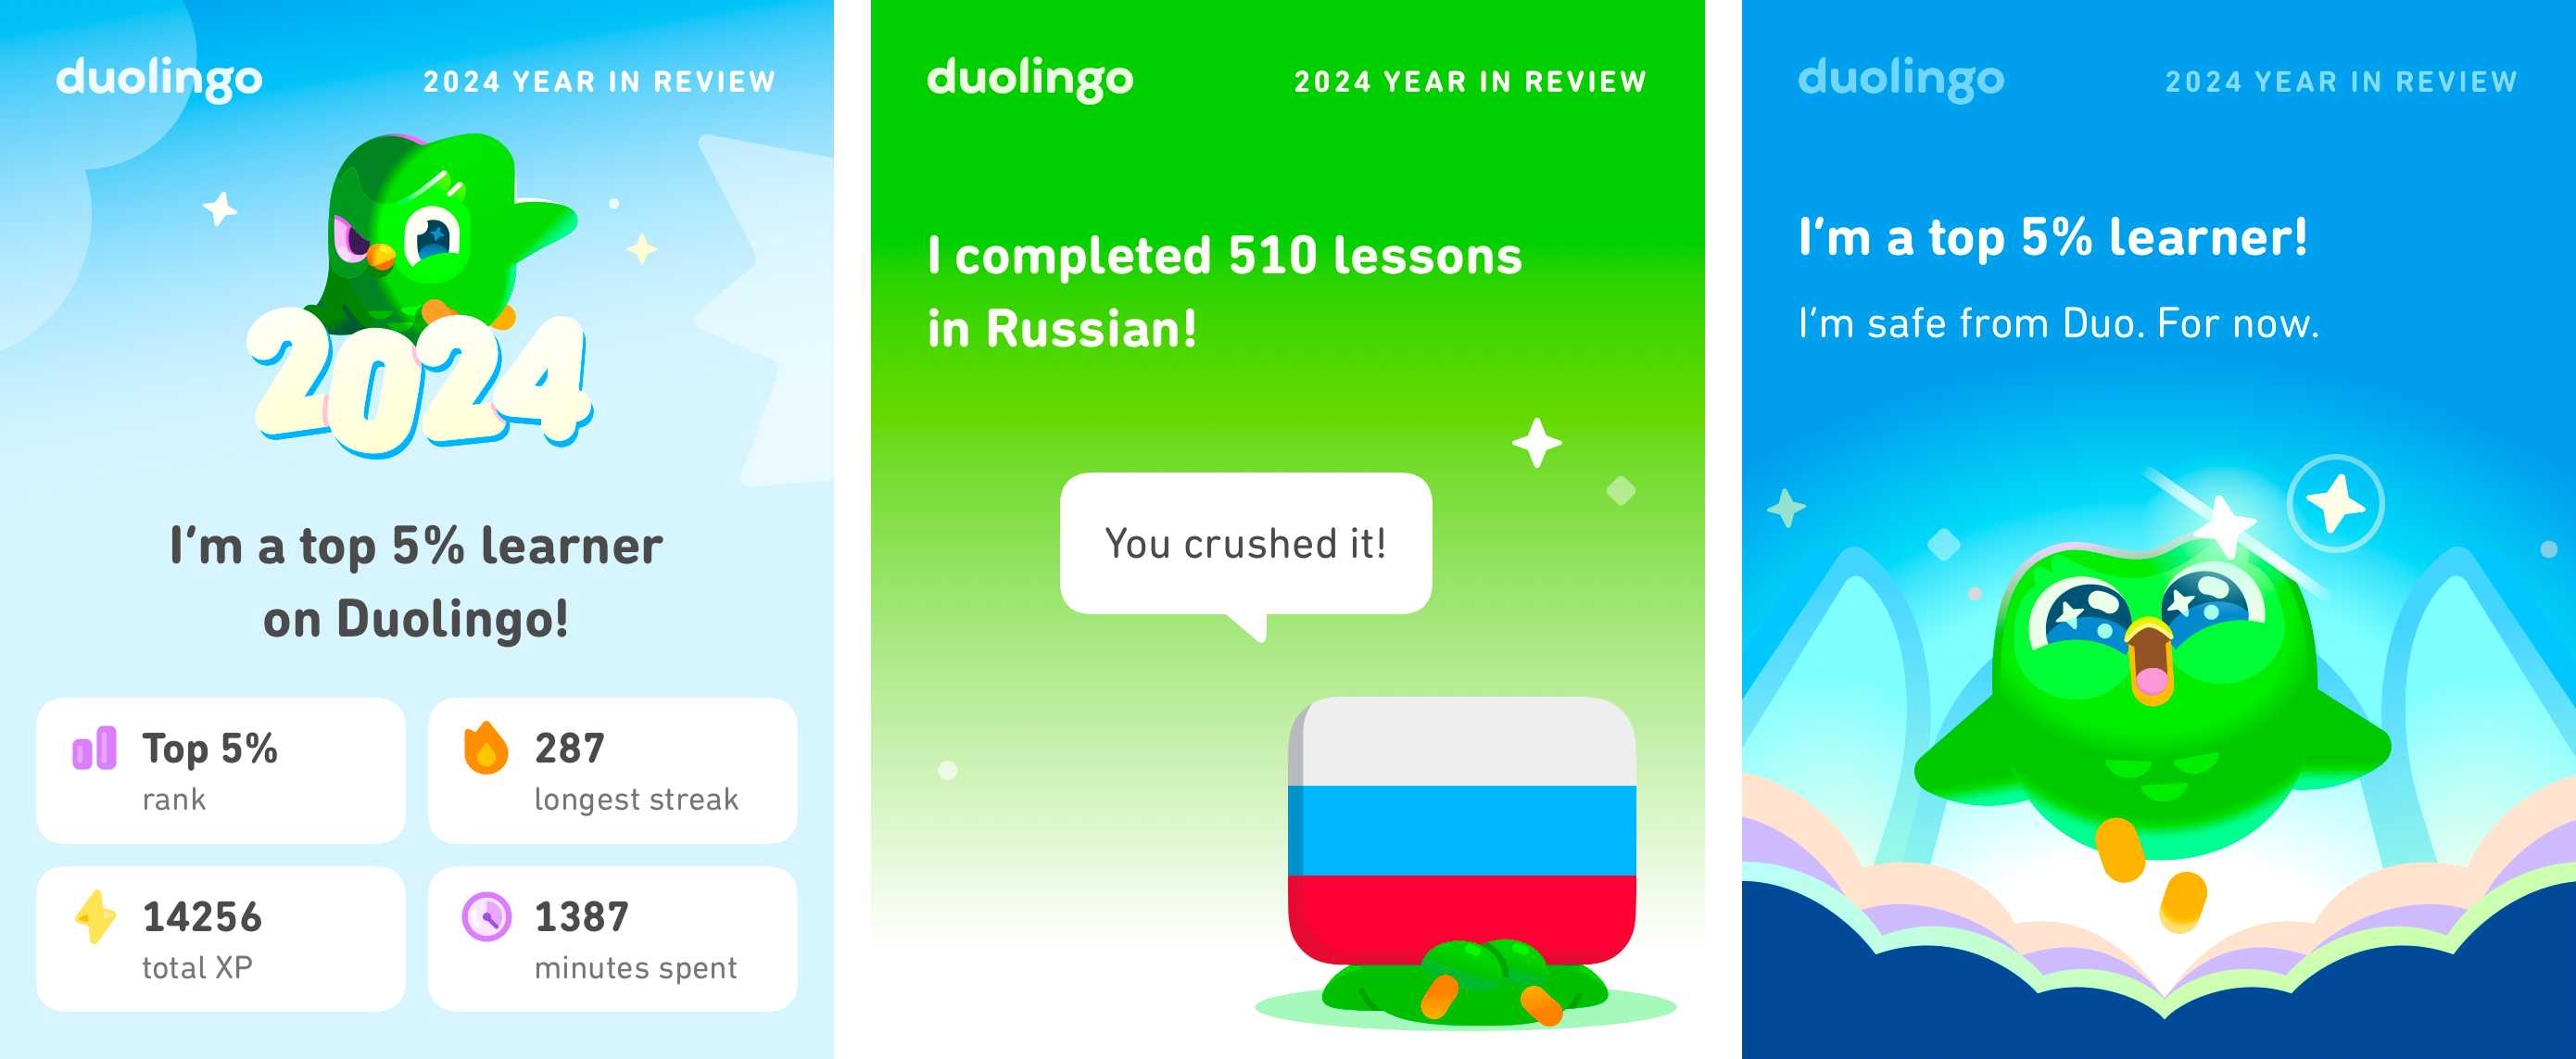 duolingo
2024 YEAR IN REVIEW
2024
I'm a top 5% learner
on Duolingo!
Top 5%
rank
287
longest streak
14256
total XP
1387
minutes spent
duolingo
2024 YEAR IN REVIEW
I completed 510 lessons
in Russian!
You crushed it!
duolingo
2024 YEAR IN REVIEW
I'm a top 5% learner!
I'm safe from Duo. For now.